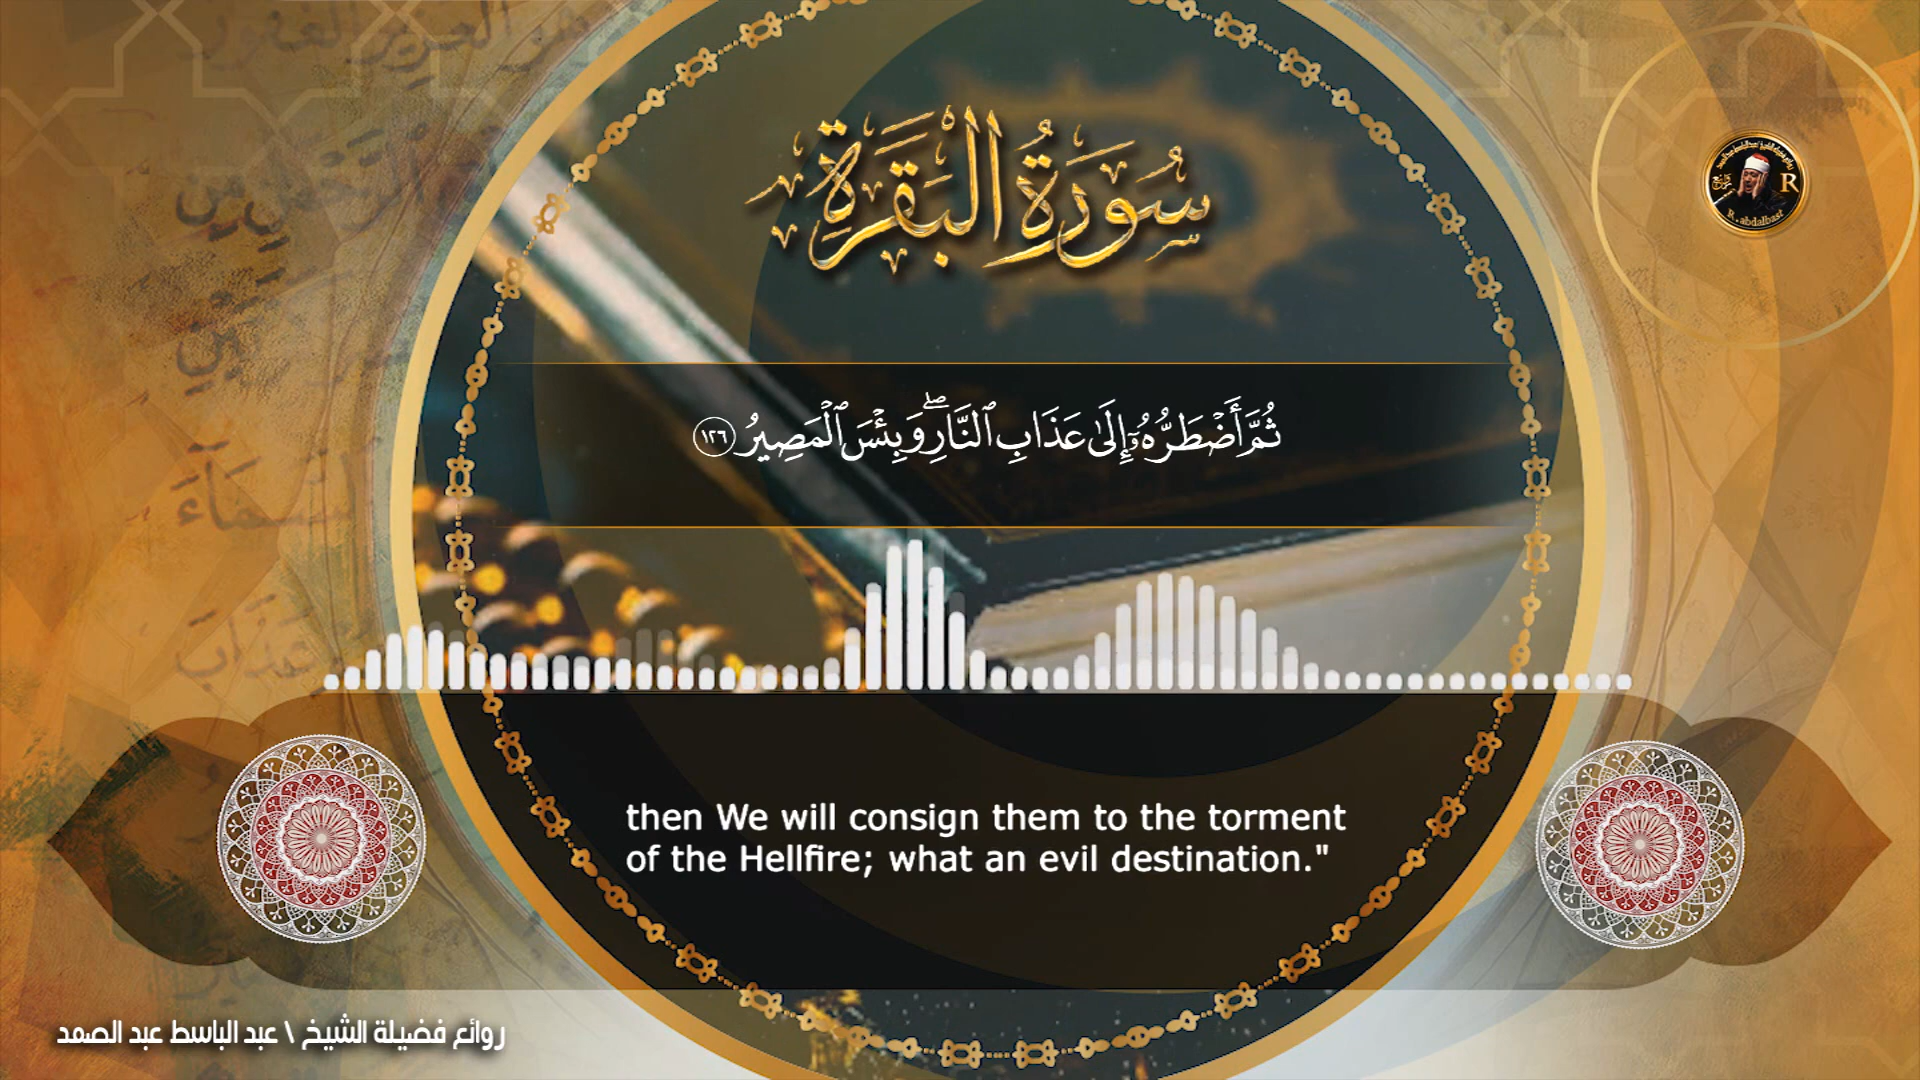 سُورَةُ البَقَرَةِ
ثُمَّ أَضۡطَرُّهُۥٓ إِلَىٰ عَذَابِ ٱلنَّارِۖ وَبِئۡسَ ٱلۡمَصِيرُ ١٢٦
then We will consign them to the torment
of the Hellfire; what an evil destination."
روائع فضيلة الشيخ \ عبد الباسط عبد الصمد
R
R. abdalbast